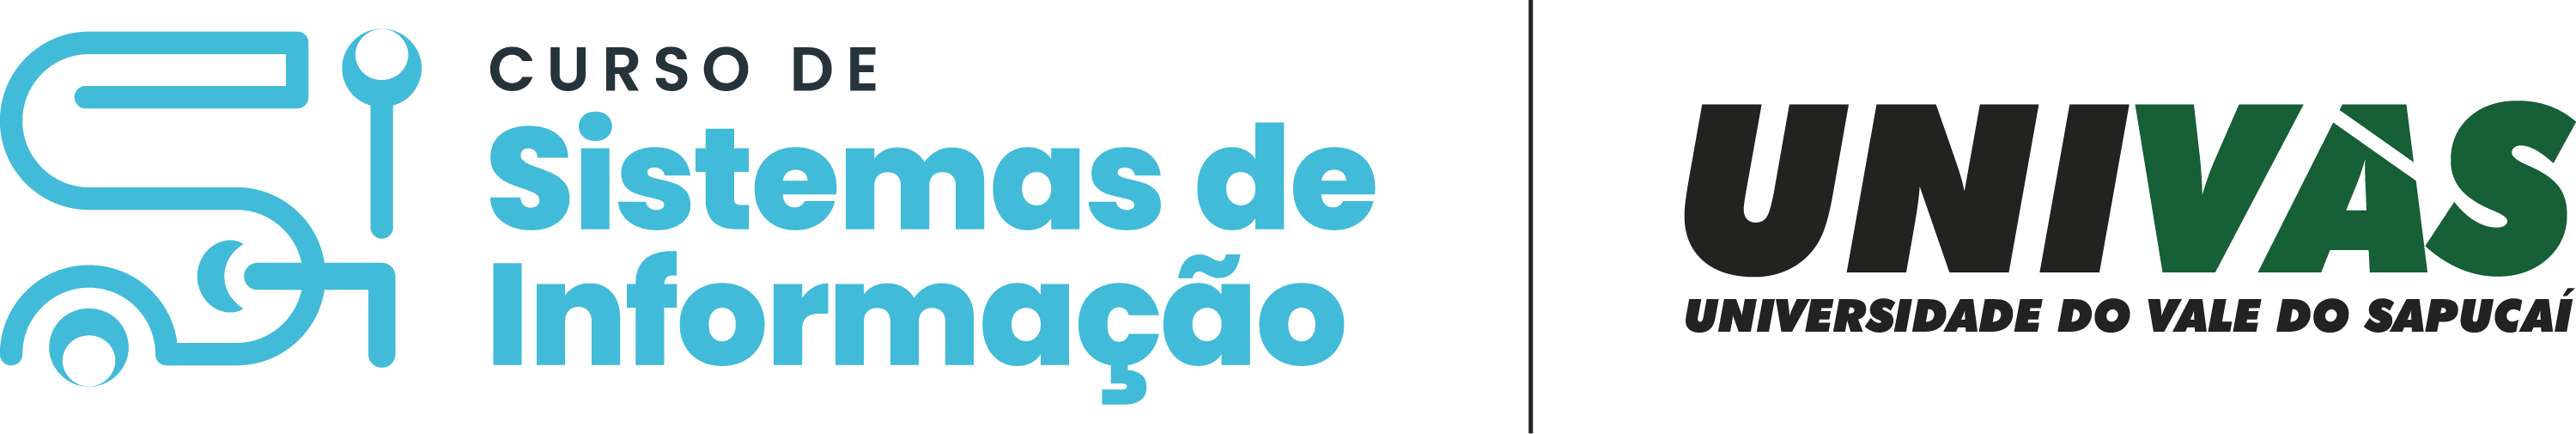 CURSO DE
Sistemas de
Informação
UNIVÁS
UNIVERSIDADE DO VALE DO SAPUCAÍ